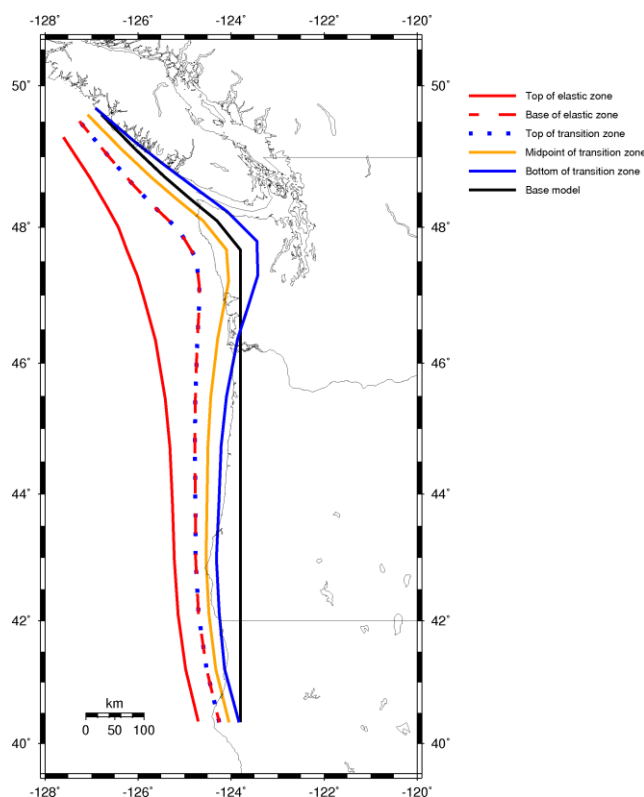 -128° -126° -124° -122° -120°
50°
50°
48°
48°
46°
46°
44°
44°
42°
42°
40°
40°
-128° -126° -124° -122° -120°
km
0 50 100
Top of elastic zone
Base of elastic zone
Top of transition zone
Midpoint of transition zone
Bottom of transition zone
Base model